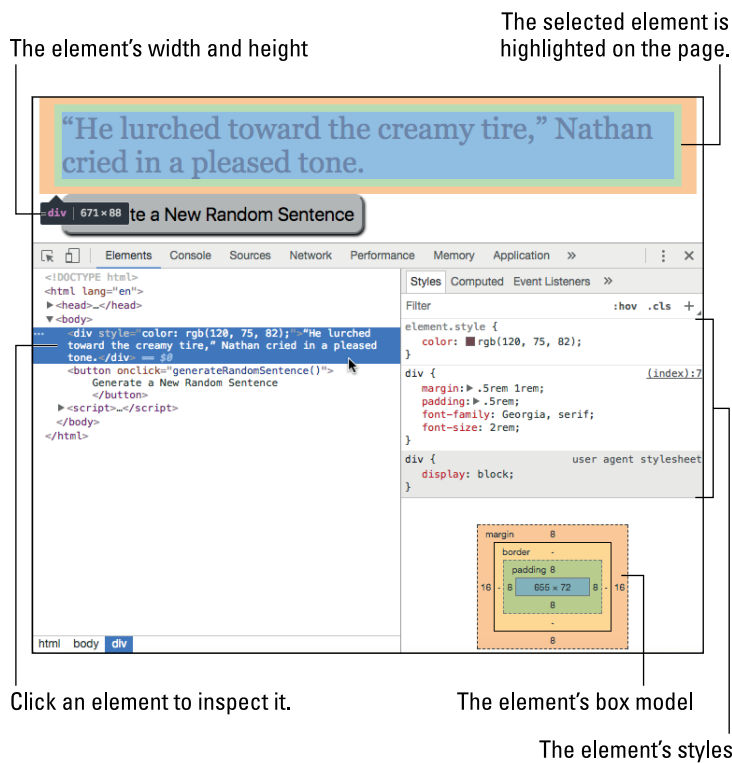 The selected element is
The element's width and height
highlighted on the page.
“He lurched toward the creamy tire,” Nathan
cried in a pleased tone.
div 671 × 88
te a New Random Sentence
Elements Console Sources Network Performance Memory Application »
<!DOCTYPE html>
<html lang="en">
▶<head>…</head>
▼<body>
… <div style="color: rgb(120, 75, 82);">“He lurched
toward the creamy tire,” Nathan cried in a pleased
tone.</div> == $0
<button onclick="generateRandomSentence()">
Generate a New Random Sentence
</button>
▶<script>…</script>
</body>
</html>
html body div
Styles Computed Event Listeners »
Filter :hov .cls +
element.style {
color: rgb(120, 75, 82);
}
div { (index):7
margin:▶ .5rem 1rem;
padding:▶ .5rem;
font-family: Georgia, serif;
font-size: 2rem;
}
div { user agent stylesheet
display: block;
}
margin 8
border -
padding 8
16 - 8 655 × 72 8 - 16
8
-
8
Click an element to inspect it.
The element's box model
The element's styles